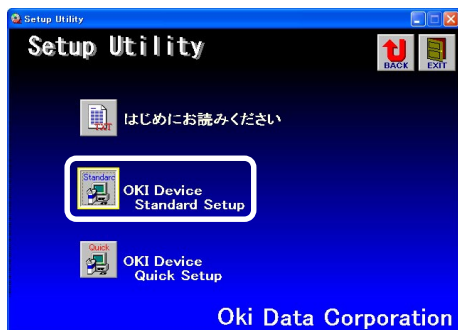 Setup Utility
Setup Utility
BACK
EXIT
TXT
はじめにお読みください
Standard
OKI Device
Standard Setup
Quick
OKI Device
Quick Setup
Oki Data Corporation